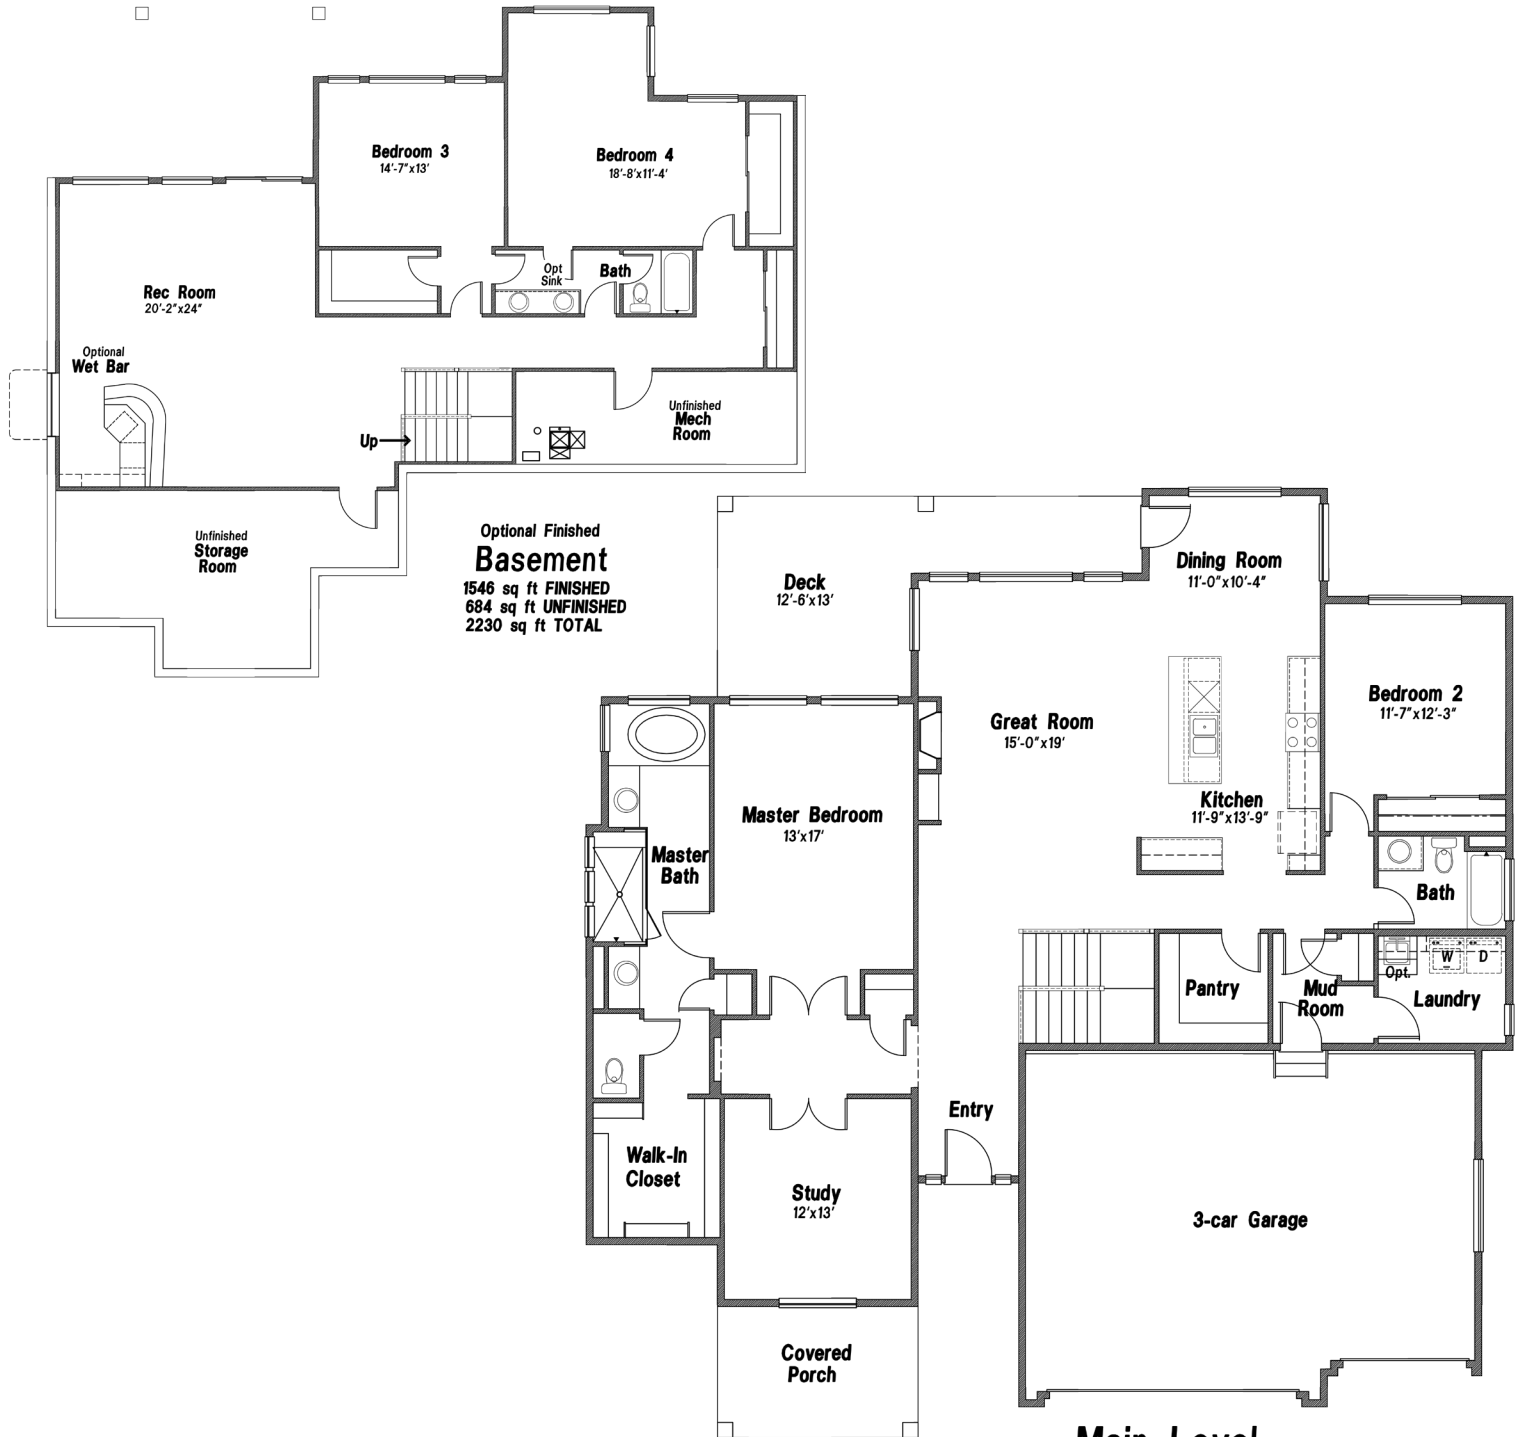 Bedroom 3
14'-7"x13'
Bedroom 4
18'-8'x11'-4'
Rec Room
20'-2"x24"
Opt
Sink
Bath
Optional
Wet Bar
Up
Unfinished
Mech
Room
Unfinished
Storage
Room
Optional Finished
Basement
1546 sq ft FINISHED
684 sq ft UNFINISHED
2230 sq ft TOTAL
Deck
12'-6'x13'
Dining Room
11'-0"x10'-4"
Great Room
15'-0"x19'
Bedroom 2
11'-7"x12'-3"
Kitchen
11'-9"x13'-9"
Master Bedroom
13'x17'
Master
Bath
Bath
W D
Opt.
Laundry
Pantry
Mud
Room
Entry
Walk-In
Closet
Study
12'x13'
3-car Garage
Covered
Porch
Main Level